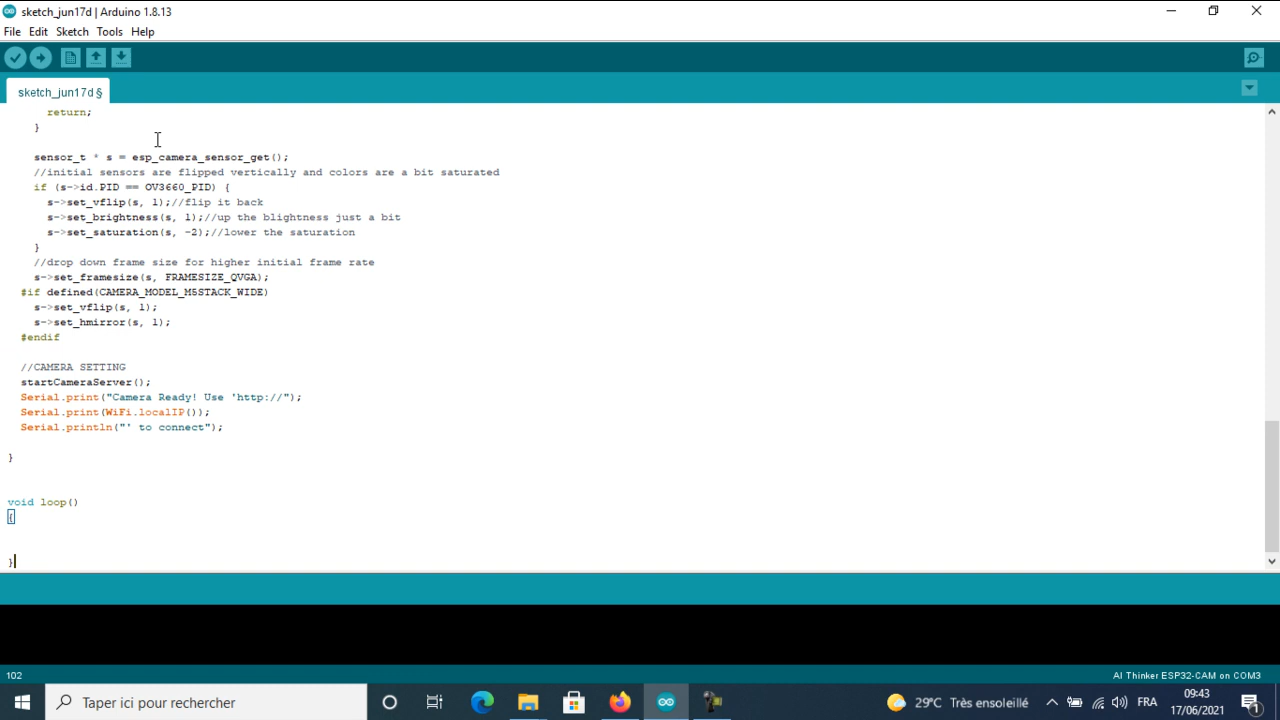 sketch_jun17d | Arduino 1.8.13
File Edit Sketch Tools Help
sketch_jun17d §
return;
}
sensor_t * s = esp_camera_sensor_get();
//initial sensors are flipped vertically and colors are a bit saturated
if (s->id.PID == OV3660_PID) {
s->set_vflip(s, 1);//flip it back
s->set_brightness(s, 1);//up the blightness just a bit
s->set_saturation(s, -2);//lower the saturation
}
//drop down frame size for higher initial frame rate
s->set_framesize(s, FRAMESIZE_QVGA);
#if defined(CAMERA_MODEL_M5STACK_WIDE)
s->set_vflip(s, 1);
s->set_hmirror(s, 1);
#endif
//CAMERA SETTING
startCameraServer();
Serial.print("Camera Ready! Use 'http://");
Serial.print(WiFi.localIP());
Serial.println("' to connect");
}
void loop()
{
}
102
AI Thinker ESP32-CAM on COM3
Taper ici pour rechercher
29°C Très ensoleillé
FRA
09:43
17/06/2021
1